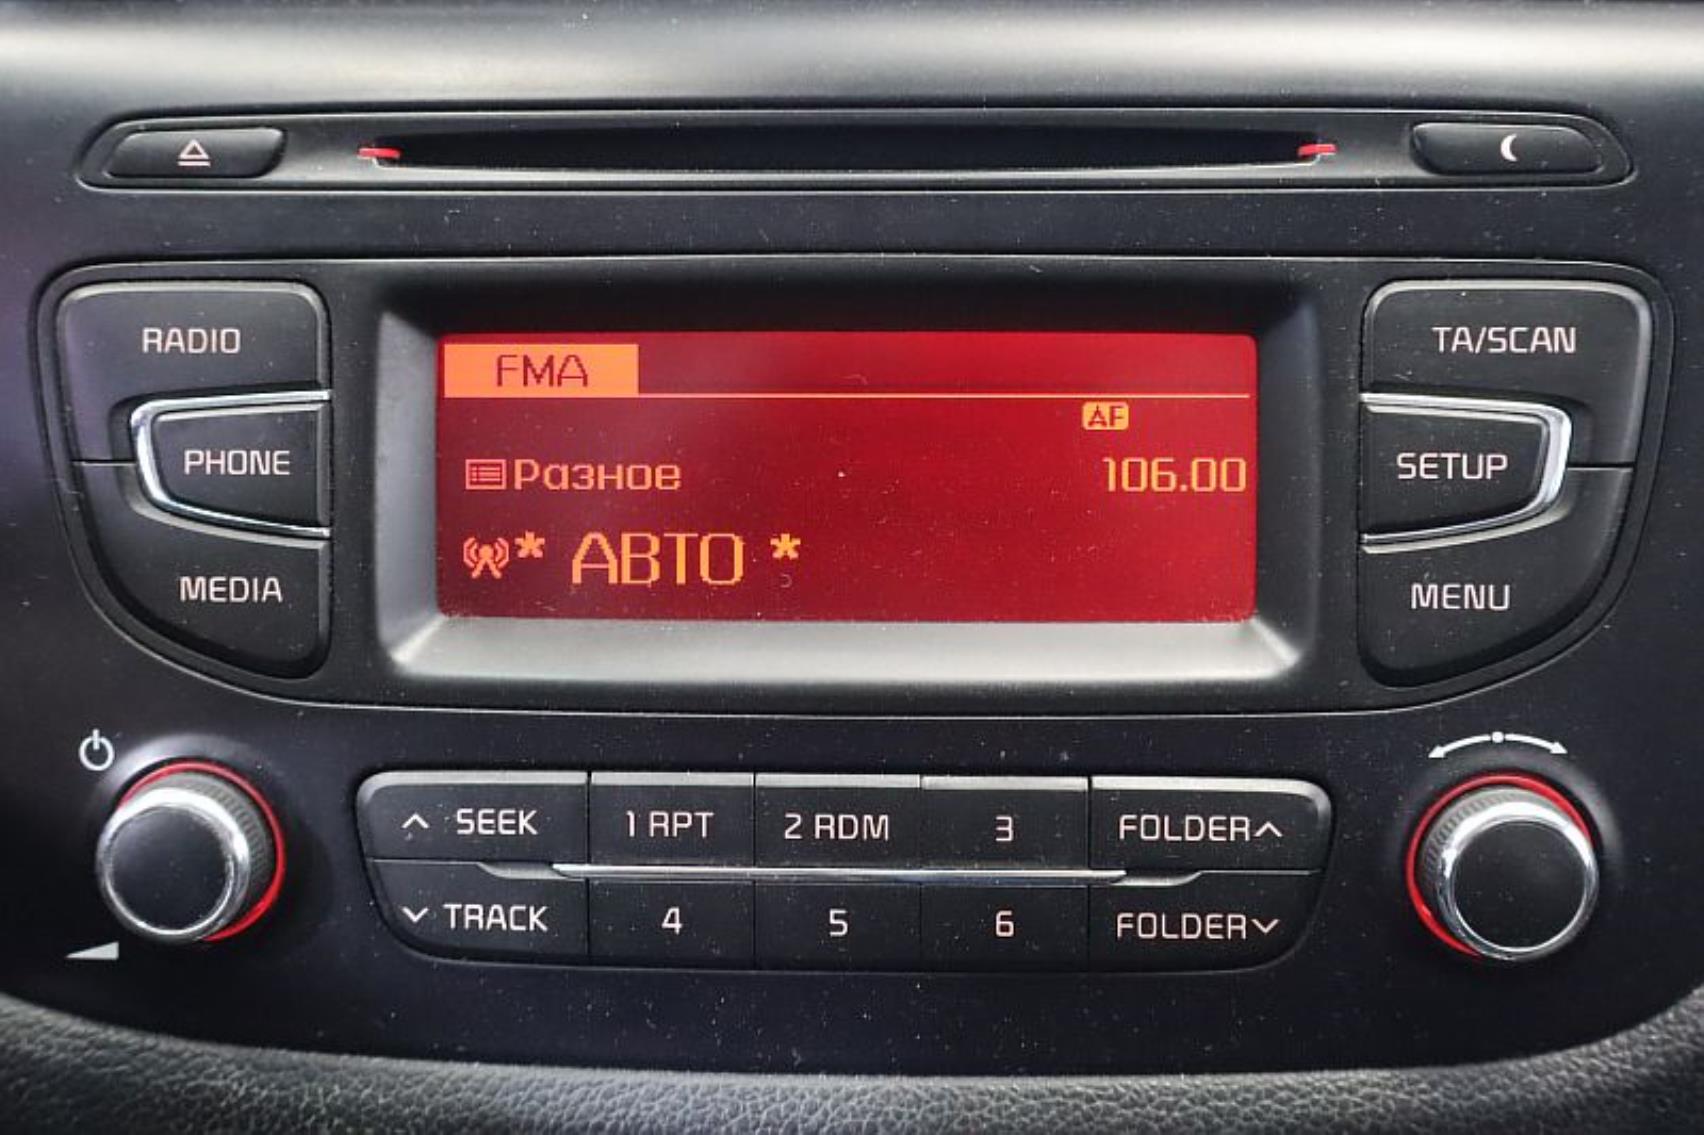 RADIO
TA/SCAN
FMA
AF
PHONE
Разное
106.00
SETUP
* АВТО *
MEDIA
MENU
SEEK
1 RPT
2 RDM
3
FOLDER
TRACK
4
5
6
FOLDER